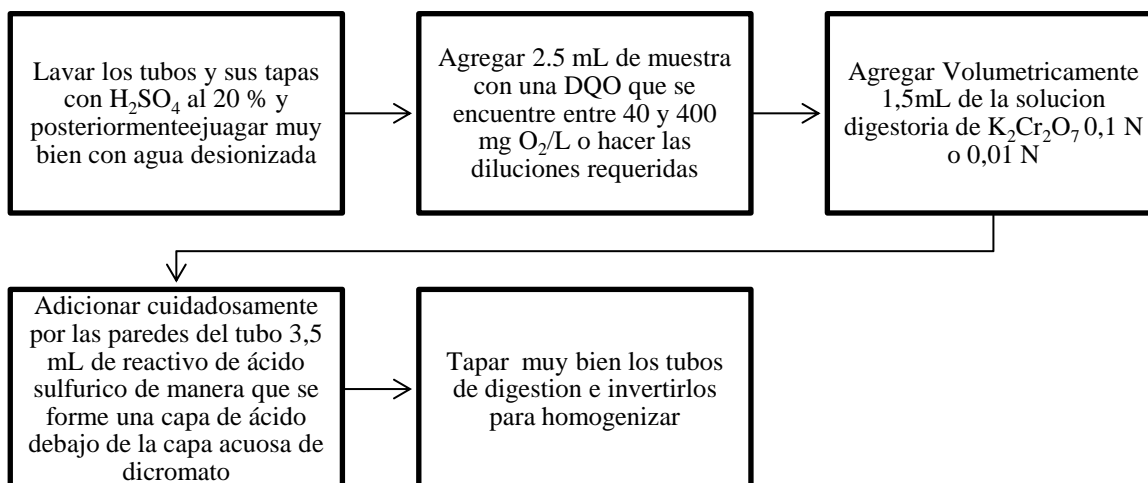 Lavar los tubos y sus tapas
con H₂SO₄ al 20 % y
posteriormenteejuagar muy
bien con agua desionizada
Agregar 2.5 mL de muestra
con una DQO que se
encuentre entre 40 y 400
mg O₂/L o hacer las
diluciones requeridas
Agregar Volumetricamente
1,5mL de la solucion
digestoria de K₂Cr₂O₇ 0,1 N
o 0,01 N
Adicionar cuidadosamente
por las paredes del tubo 3,5
mL de reactivo de ácido
sulfurico de manera que se
forme una capa de ácido
debajo de la capa acuosa de
dicromato
Tapar muy bien los tubos
de digestion e invertirlos
para homogenizar